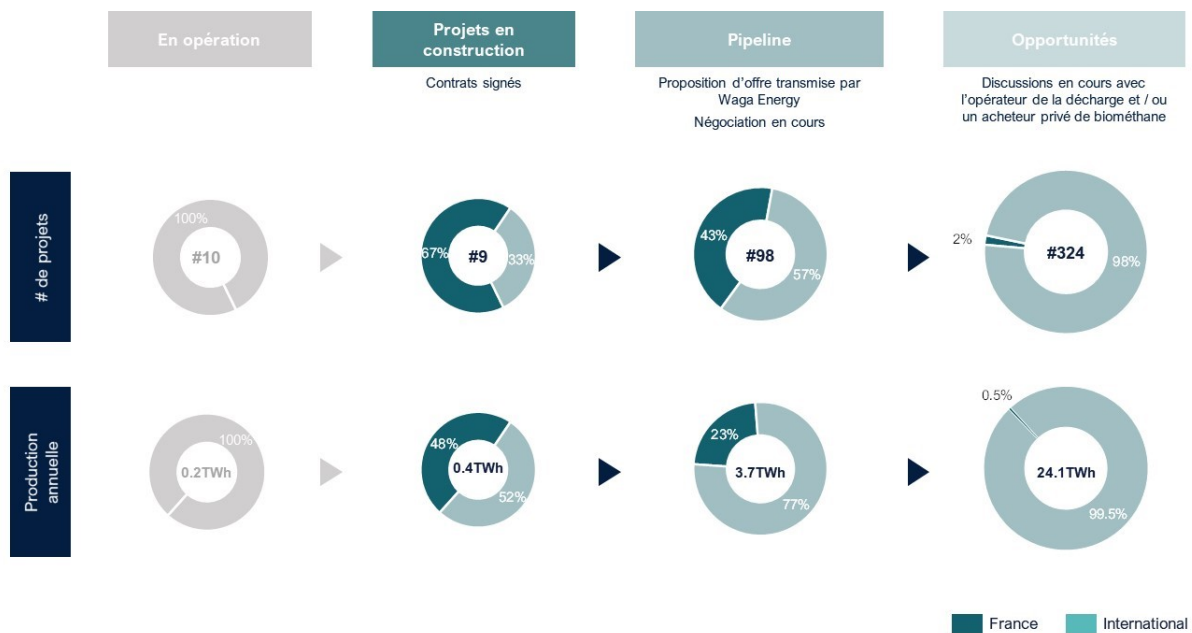 En opération
Projets en
construction
Pipeline
Opportunités
Contrats signés
Proposition d'offre transmise par
Waga Energy
Négociation en cours
Discussions en cours avec
l'opérateur de la décharge et / ou
un acheteur privé de biométhane
# de projets
100%
#10
67%
#9
33%
43%
#98
57%
2%
#324
98%
Production
annuelle
100%
0.2TWh
48%
0.4TWh
52%
23%
3.7TWh
77%
0.5%
24.1TWh
99.5%
France
International